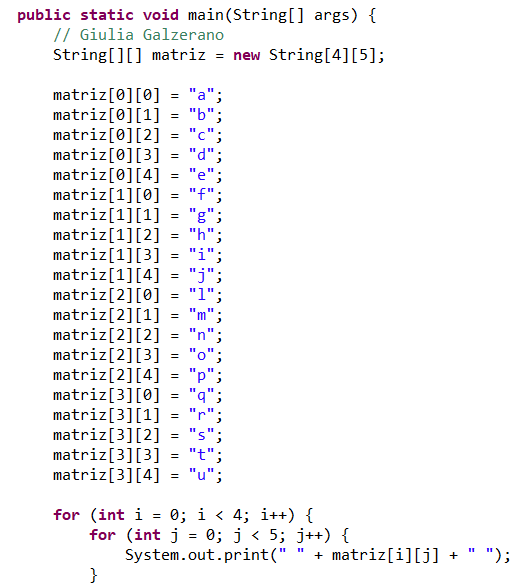 public static void main(String[] args) {
// Giulia Galzerano
String[][] matriz = new String[4][5];
matriz[0][0] = "a";
matriz[0][1] = "b";
matriz[0][2] = "c";
matriz[0][3] = "d";
matriz[0][4] = "e";
matriz[1][0] = "f";
matriz[1][1] = "g";
matriz[1][2] = "h";
matriz[1][3] = "i";
matriz[1][4] = "j";
matriz[2][0] = "l";
matriz[2][1] = "m";
matriz[2][2] = "n";
matriz[2][3] = "o";
matriz[2][4] = "p";
matriz[3][0] = "q";
matriz[3][1] = "r";
matriz[3][2] = "s";
matriz[3][3] = "t";
matriz[3][4] = "u";
for (int i = 0; i < 4; i++) {
for (int j = 0; j < 5; j++) {
System.out.print(" " + matriz[i][j] + " ");
}